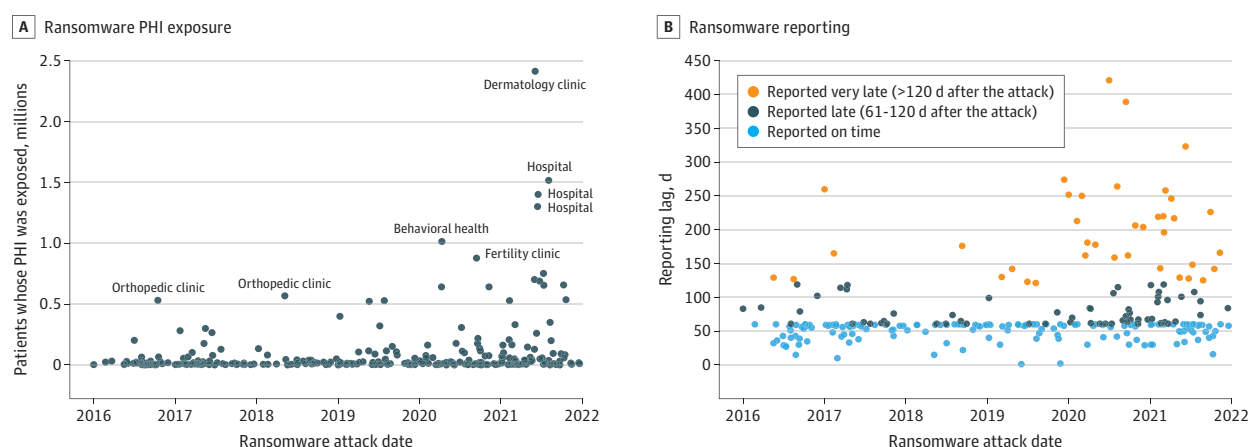 A Ransomware PHI exposure
Patients whose PHI was exposed, millions
2.5
2.0
1.5
1.0
0.5
0
Dermatology clinic
Hospital
Hospital
Hospital
Behavioral health
Fertility clinic
Orthopedic clinic
Orthopedic clinic
2016 2017 2018 2019 2020 2021 2022
Ransomware attack date
B Ransomware reporting
Reporting lag, d
450
400
350
300
250
200
150
100
50
0
Reported very late (>120 d after the attack)
Reported late (61-120 d after the attack)
Reported on time
2016 2017 2018 2019 2020 2021 2022
Ransomware attack date